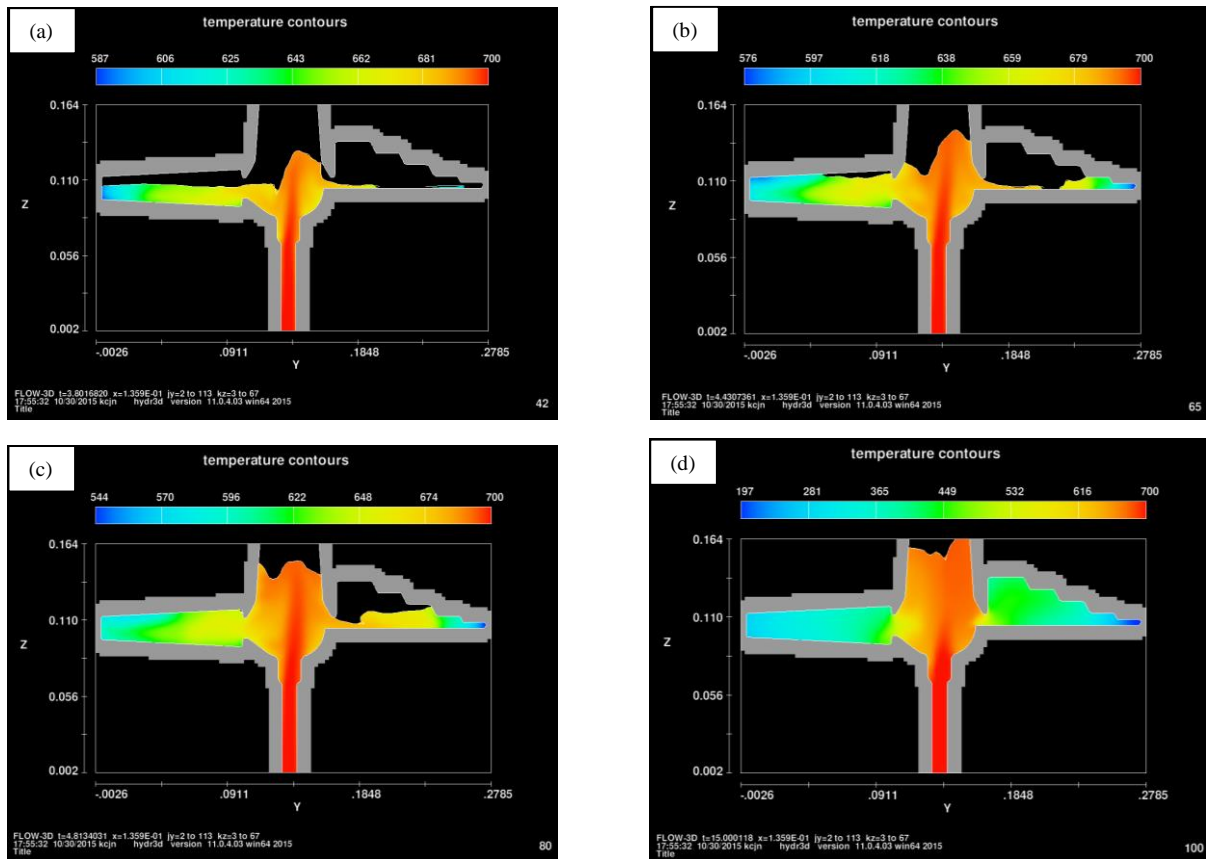 (a)
temperature contours
587 606 625 643 662 681 700
0.164
0.110
Z
0.056
0.002
-.0026 .0911 .1848 .2785
Y
FLOW-3D t=3.8016820 x=1.359E-01 jy=2 to 113 kz=3 to 67
17:55:32 10/30/2015 kcjn hydr3d version 11.0.4.03 win64 2015
Title
42
(b)
temperature contours
576 597 618 638 659 679 700
0.164
0.110
Z
0.056
0.002
-.0026 .0911 .1848 .2785
Y
FLOW-3D t=4.4307361 x=1.359E-01 jy=2 to 113 kz=3 to 67
17:55:32 10/30/2015 kcjn hydr3d version 11.0.4.03 win64 2015
Title
65
(c)
temperature contours
544 570 596 622 648 674 700
0.164
0.110
Z
0.056
0.002
-.0026 .0911 .1848 .2785
Y
FLOW-3D t=4.8134031 x=1.359E-01 jy=2 to 113 kz=3 to 67
17:55:32 10/30/2015 kcjn hydr3d version 11.0.4.03 win64 2015
Title
80
(d)
temperature contours
197 281 365 449 532 616 700
0.164
0.110
Z
0.056
0.002
-.0026 .0911 .1848 .2785
Y
FLOW-3D t=15.000118 x=1.359E-01 jy=2 to 113 kz=3 to 67
17:55:32 10/30/2015 kcjn hydr3d version 11.0.4.03 win64 2015
Title
100